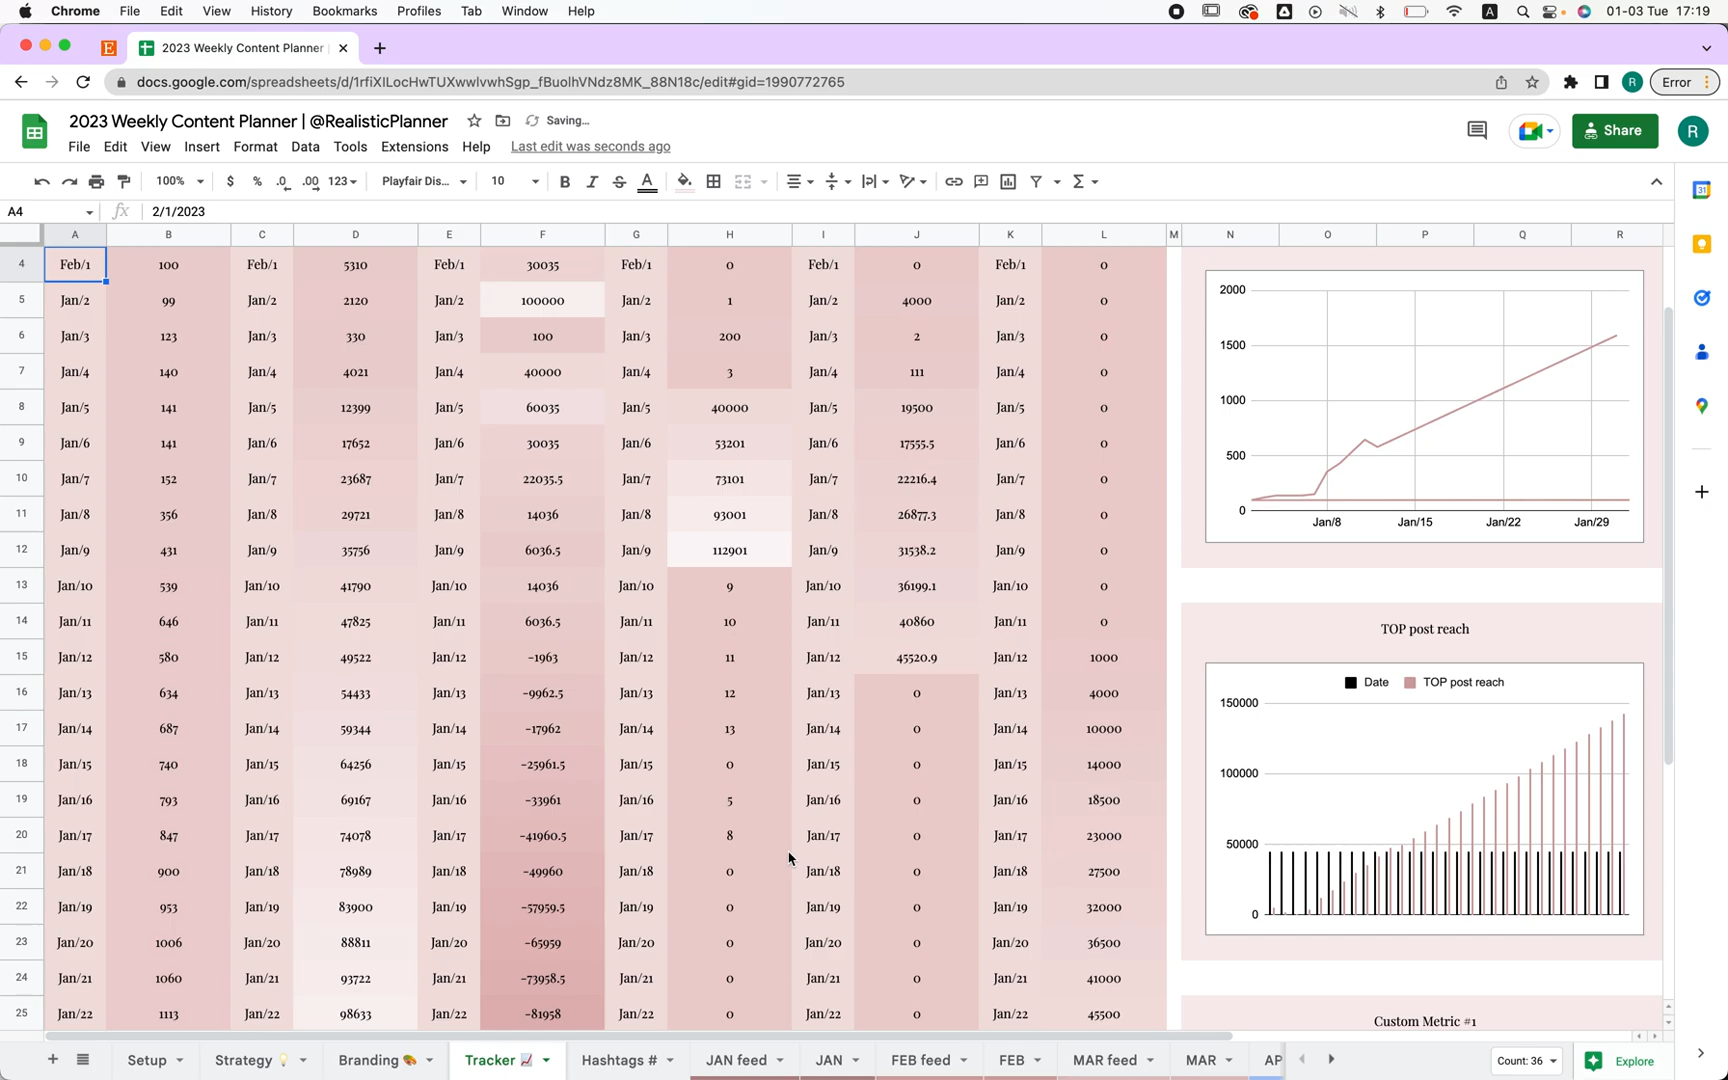 Chrome File Edit View History Bookmarks Profiles Tab Window Help A 01-03 Tue 17:19
2023 Weekly Content Planner
docs.google.com/spreadsheets/d/1rfiXILocHwTUXwwlvwhSgp_fBuolhVNdz8MK_88N18c/edit#gid=1990772765 R Error
2023 Weekly Content Planner | @RealisticPlanner Saving... Share R
File Edit View Insert Format Data Tools Extensions Help Last edit was seconds ago
100% $ % .0 .00 123 Playfair Dis... 10 B I S A
A4 fx 2/1/2023
A B C D E F G H I J K L M N O P Q R
4 Feb/1 100 Feb/1 5310 Feb/1 30035 Feb/1 0 Feb/1 0 Feb/1 0
5 Jan/2 99 Jan/2 2120 Jan/2 100000 Jan/2 1 Jan/2 4000 Jan/2 0
6 Jan/3 123 Jan/3 330 Jan/3 100 Jan/3 200 Jan/3 2 Jan/3 0
7 Jan/4 140 Jan/4 4021 Jan/4 40000 Jan/4 3 Jan/4 111 Jan/4 0
8 Jan/5 141 Jan/5 12399 Jan/5 60035 Jan/5 40000 Jan/5 19500 Jan/5 0
9 Jan/6 141 Jan/6 17652 Jan/6 30035 Jan/6 53201 Jan/6 17555.5 Jan/6 0
10 Jan/7 152 Jan/7 23687 Jan/7 22035.5 Jan/7 73101 Jan/7 22216.4 Jan/7 0
11 Jan/8 356 Jan/8 29721 Jan/8 14036 Jan/8 93001 Jan/8 26877.3 Jan/8 0
12 Jan/9 431 Jan/9 35756 Jan/9 6036.5 Jan/9 112901 Jan/9 31538.2 Jan/9 0
13 Jan/10 539 Jan/10 41790 Jan/10 14036 Jan/10 9 Jan/10 36199.1 Jan/10 0
14 Jan/11 646 Jan/11 47825 Jan/11 6036.5 Jan/11 10 Jan/11 40860 Jan/11 0
15 Jan/12 580 Jan/12 49522 Jan/12 -1963 Jan/12 11 Jan/12 45520.9 Jan/12 1000
16 Jan/13 634 Jan/13 54433 Jan/13 -9962.5 Jan/13 12 Jan/13 0 Jan/13 4000
17 Jan/14 687 Jan/14 59344 Jan/14 -17962 Jan/14 13 Jan/14 0 Jan/14 10000
18 Jan/15 740 Jan/15 64256 Jan/15 -25961.5 Jan/15 0 Jan/15 0 Jan/15 14000
19 Jan/16 793 Jan/16 69167 Jan/16 -33961 Jan/16 5 Jan/16 0 Jan/16 18500
20 Jan/17 847 Jan/17 74078 Jan/17 -41960.5 Jan/17 8 Jan/17 0 Jan/17 23000
21 Jan/18 900 Jan/18 78989 Jan/18 -49960 Jan/18 0 Jan/18 0 Jan/18 27500
22 Jan/19 953 Jan/19 83900 Jan/19 -57959.5 Jan/19 0 Jan/19 0 Jan/19 32000
23 Jan/20 1006 Jan/20 88811 Jan/20 -65959 Jan/20 0 Jan/20 0 Jan/20 36500
24 Jan/21 1060 Jan/21 93722 Jan/21 -73958.5 Jan/21 0 Jan/21 0 Jan/21 41000
25 Jan/22 1113 Jan/22 98633 Jan/22 -81958 Jan/22 0 Jan/22 0 Jan/22 45500
2000
1500
1000
500
0
Jan/8 Jan/15 Jan/22 Jan/29
TOP post reach
Date TOP post reach
150000
100000
50000
0
Custom Metric #1
Setup Strategy Branding Tracker Hashtags # JAN feed JAN FEB feed FEB MAR feed MAR AP Count: 36 Explore